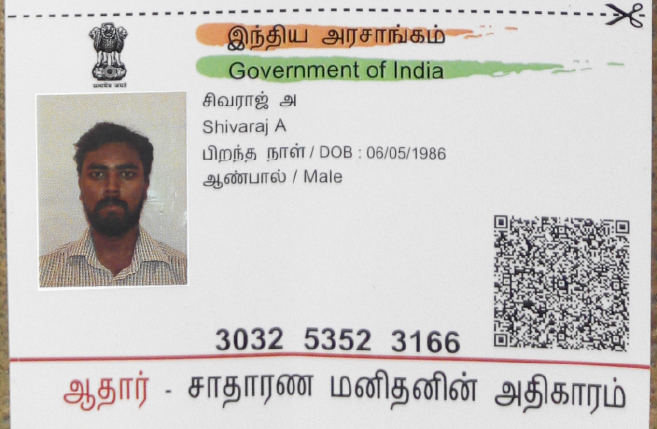 இந்திய அரசாங்கம்
Government of India
சிவராஜ் அ
Shivaraj A
பிறந்த நாள் / DOB : 06/05/1986
ஆண்பால் / Male
सत्यमेव जयते
3032 5352 3166
ஆதார் - சாதாரண மனிதனின் அதிகாரம்